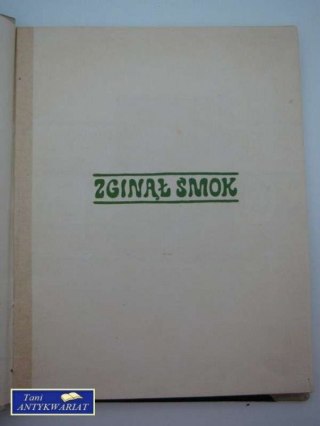 ZGINĄŁ SMOK
Tani
ANTYKWARIAT